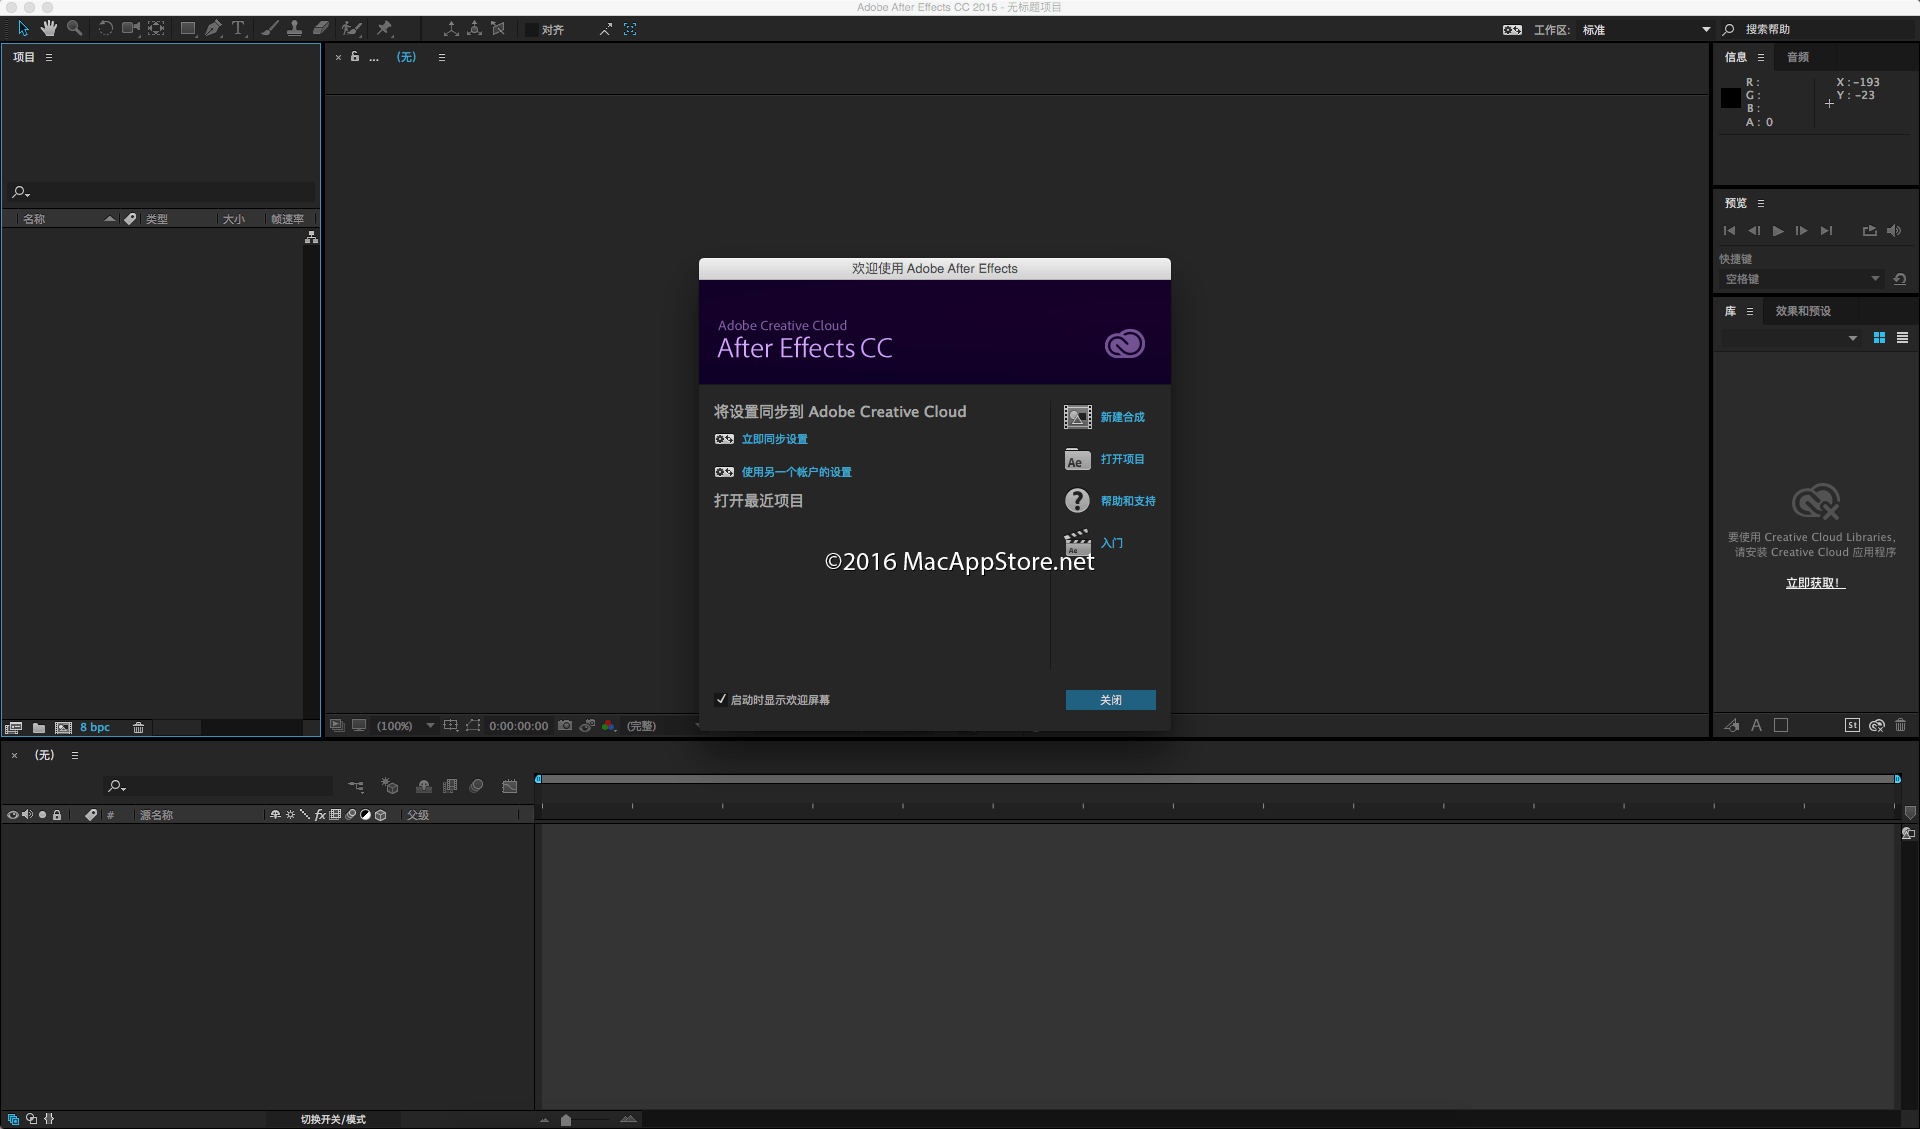 Adobe After Effects CC 2015 - 无标题项目
对齐
工作区: 标准
搜索帮助
项目
... (无)
信息 音频
R :
G :
B :
A : 0
X : -193
Y : -23
名称 类型 大小 帧速率
预览
快捷键
空格键
库 效果和预设
欢迎使用 Adobe After Effects
Adobe Creative Cloud
After Effects CC
将设置同步到 Adobe Creative Cloud
立即同步设置
使用另一个帐户的设置
打开最近项目
新建合成
Ae 打开项目
? 帮助和支持
Ae 入门
©2016 MacAppStore.net
启动时显示欢迎屏幕
关闭
要使用 Creative Cloud Libraries,
请安装 Creative Cloud 应用程序
立即获取!
8 bpc
(100%) 0:00:00:00 (完整)
A St
(无)
# 源名称 fx 父级
切换开关/模式